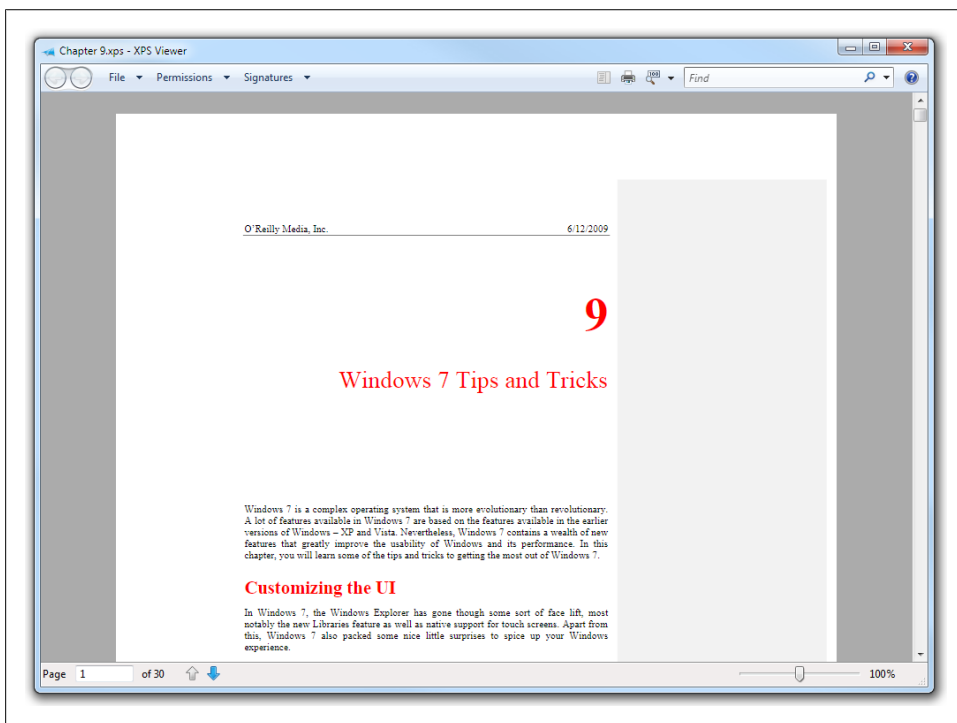 Chapter 9.xps - XPS Viewer
File Permissions Signatures 100 Find
O'Reilly Media, Inc. 6/12/2009
9
Windows 7 Tips and Tricks
Windows 7 is a complex operating system that is more evolutionary than revolutionary.
A lot of features available in Windows 7 are based on the features available in the earlier
versions of Windows – XP and Vista. Nevertheless, Windows 7 contains a wealth of new
features that greatly improve the usability of Windows and its performance. In this
chapter, you will learn some of the tips and tricks to getting the most out of Windows 7.
Customizing the UI
In Windows 7, the Windows Explorer has gone though some sort of face lift, most
notably the new Libraries feature as well as native support for touch screens. Apart from
this, Windows 7 also packed some nice little surprises to spice up your Windows
experience.
Page 1 of 30 100%